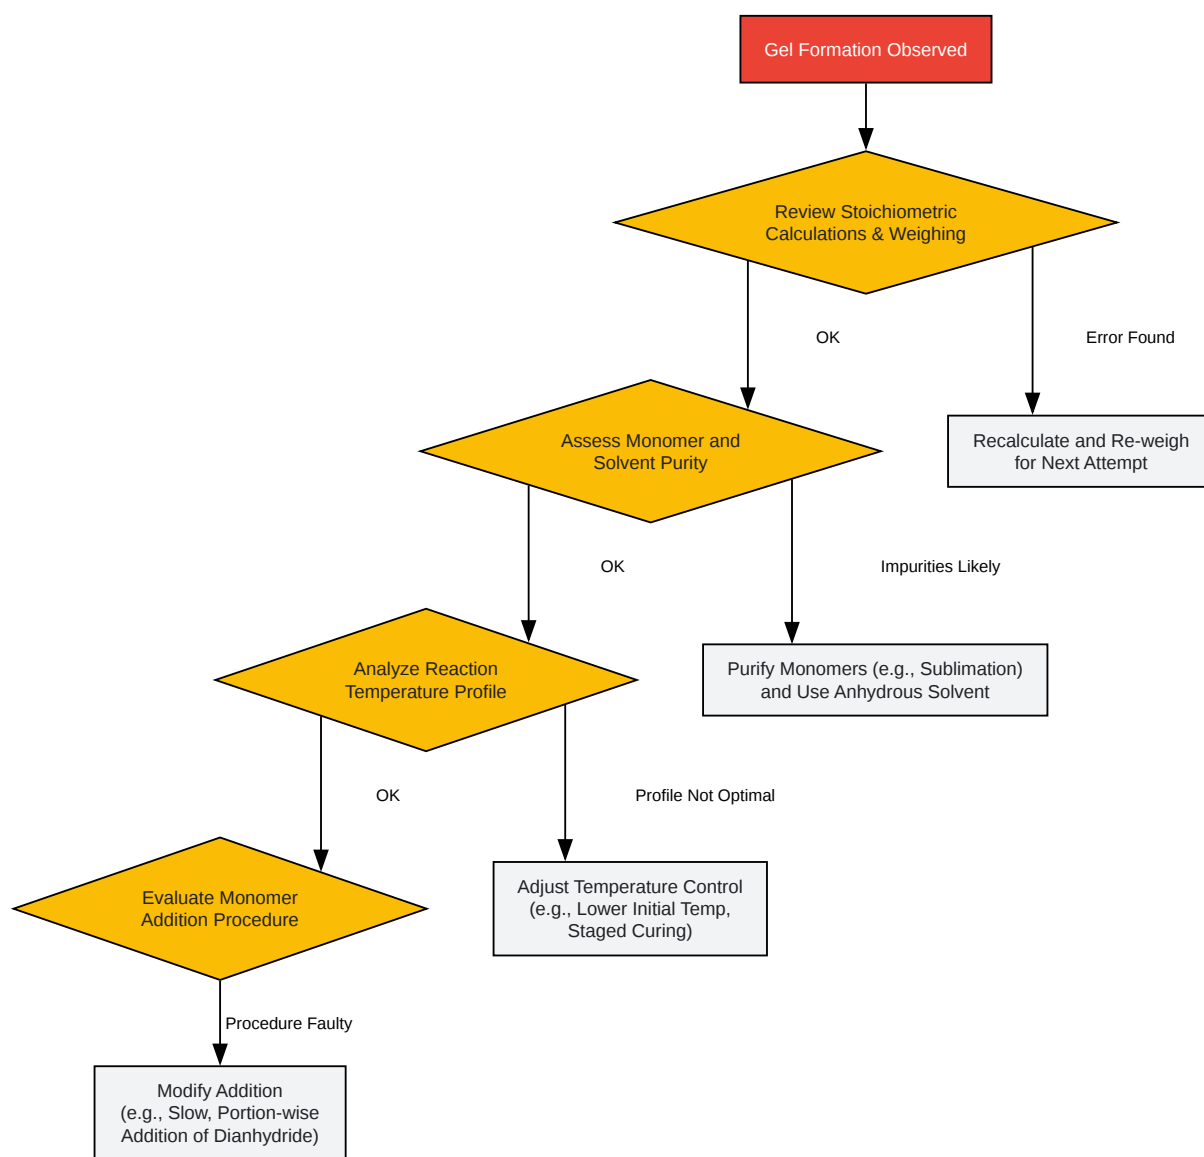 Gel Formation Observed
Review Stoichiometric
Calculations & Weighing
OK
Error Found
Assess Monomer and
Solvent Purity
Recalculate and Re-weigh
for Next Attempt
OK
Impurities Likely
Analyze Reaction
Temperature Profile
Purify Monomers (e.g., Sublimation)
and Use Anhydrous Solvent
OK
Profile Not Optimal
Evaluate Monomer
Addition Procedure
Adjust Temperature Control
(e.g., Lower Initial Temp,
Staged Curing)
Procedure Faulty
Modify Addition
(e.g., Slow, Portion-wise
Addition of Dianhydride)